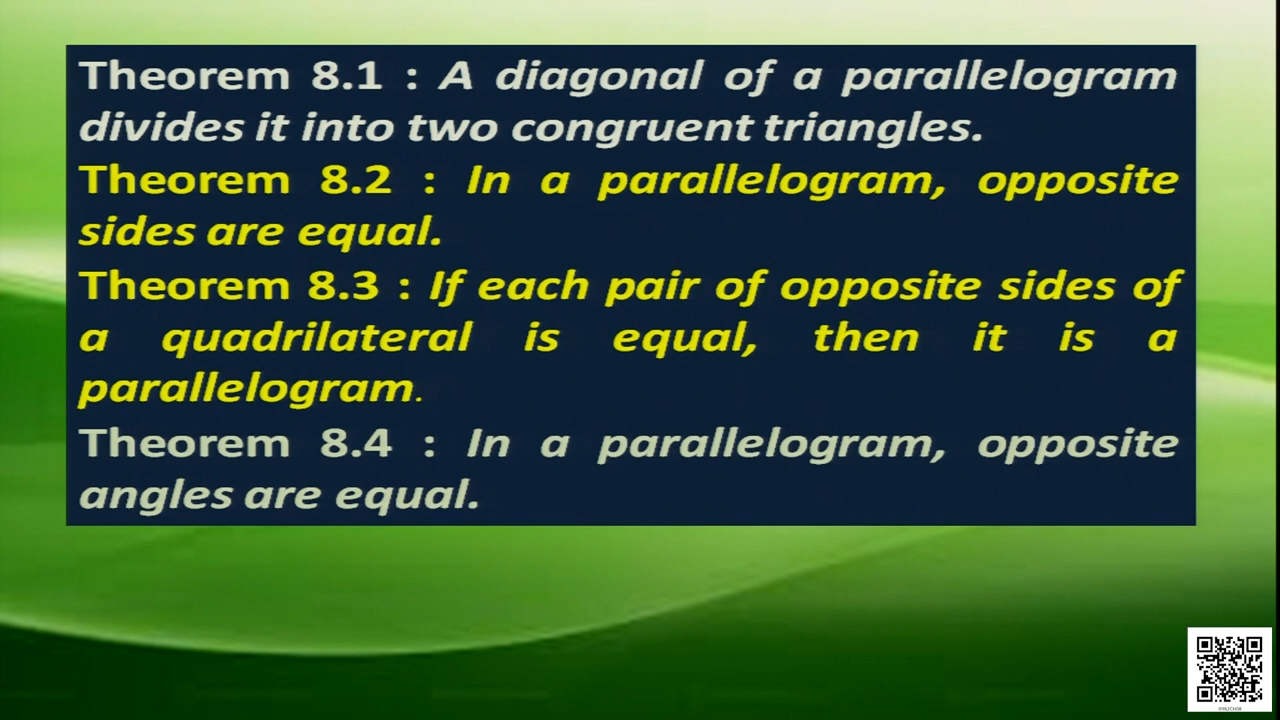 Theorem 8.1 : A diagonal of a parallelogram
divides it into two congruent triangles.
Theorem 8.2 : In a parallelogram, opposite
sides are equal.
Theorem 8.3 : If each pair of opposite sides of
a quadrilateral is equal, then it is a
parallelogram.
Theorem 8.4 : In a parallelogram, opposite
angles are equal.